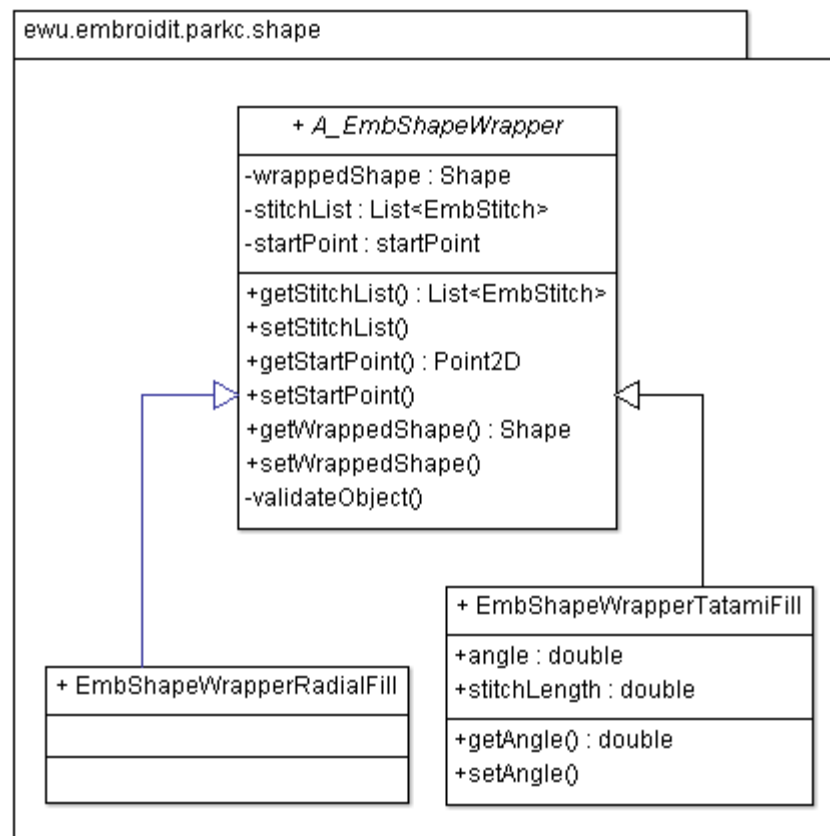 ewu.embroidit.parkc.shape
+ A_EmbShapeWrapper
-wrappedShape : Shape
-stitchList : List<EmbStitch>
-startPoint : startPoint
+getStitchList() : List<EmbStitch>
+setStitchList()
+getStartPoint() : Point2D
+setStartPoint()
+getWrappedShape() : Shape
+setWrappedShape()
-validateObject()
+ EmbShapeWrapperRadialFill
+ EmbShapeWrapperTatamiFill
+angle : double
+stitchLength : double
+getAngle() : double
+setAngle()